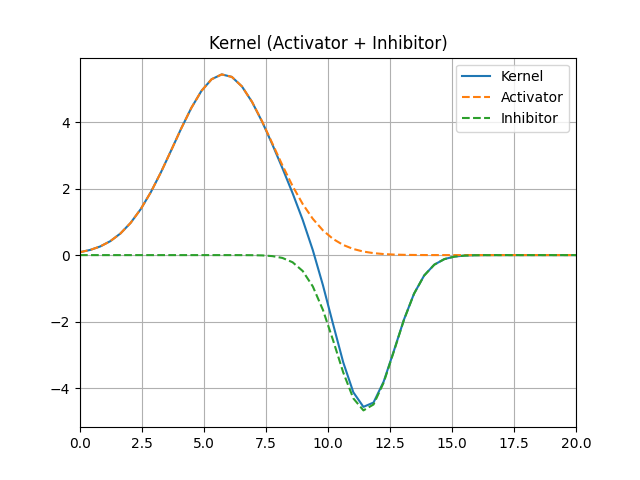 Kernel (Activator + Inhibitor)
Kernel
Activator
Inhibitor
4
2
0
−2
−4
0.0 2.5 5.0 7.5 10.0 12.5 15.0 17.5 20.0